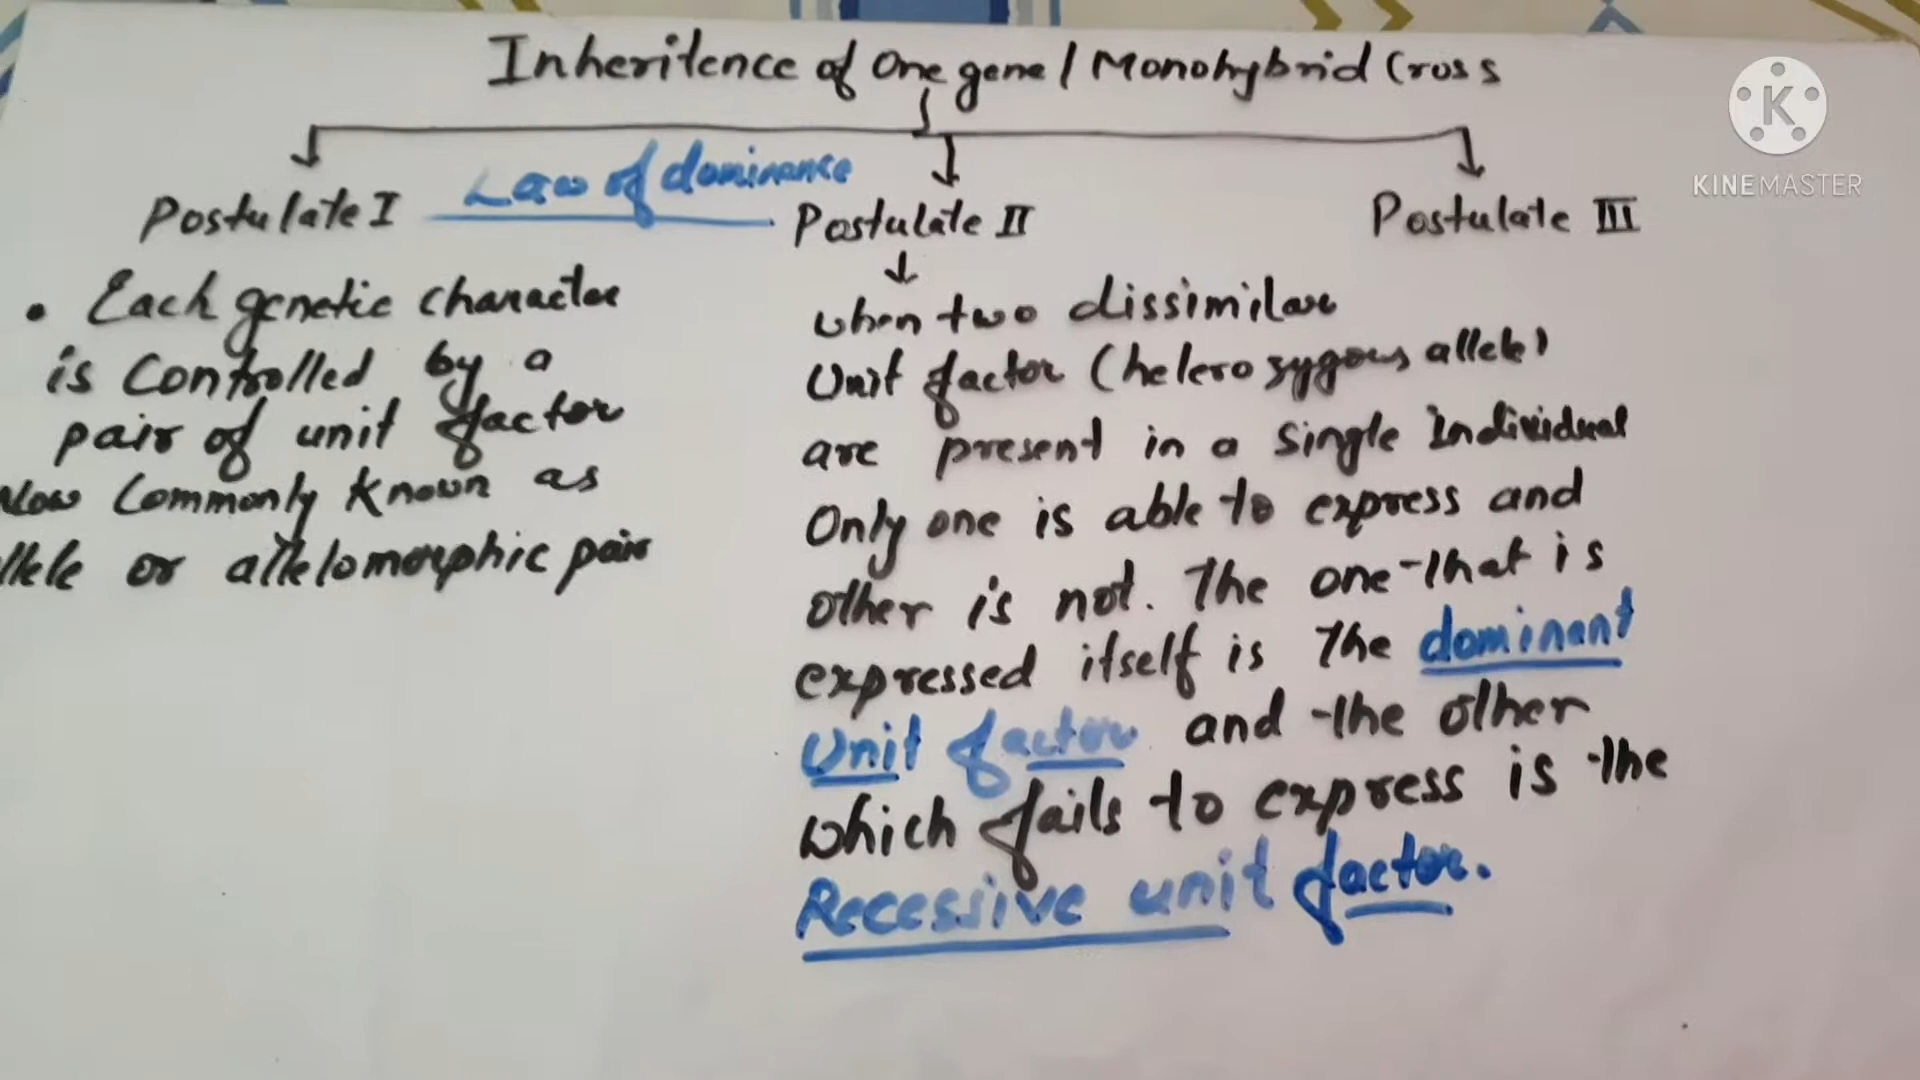 Inheritence of One gene / Monohybrid Cross
KINEMASTER
Law of dominance
Postulate I
Postulate II
Postulate III
• Each genetic character
is Controlled by a
pair of unit factor
Now Commonly Known as
llele or allelomorphic pair
when two dissimilar
Unit factor (heterozygous allele)
are present in a Single individual
Only one is able to express and
other is not. The one that is
expressed itself is the dominant
Unit factor and the other
which fails to express is the
Recessive unit factor.